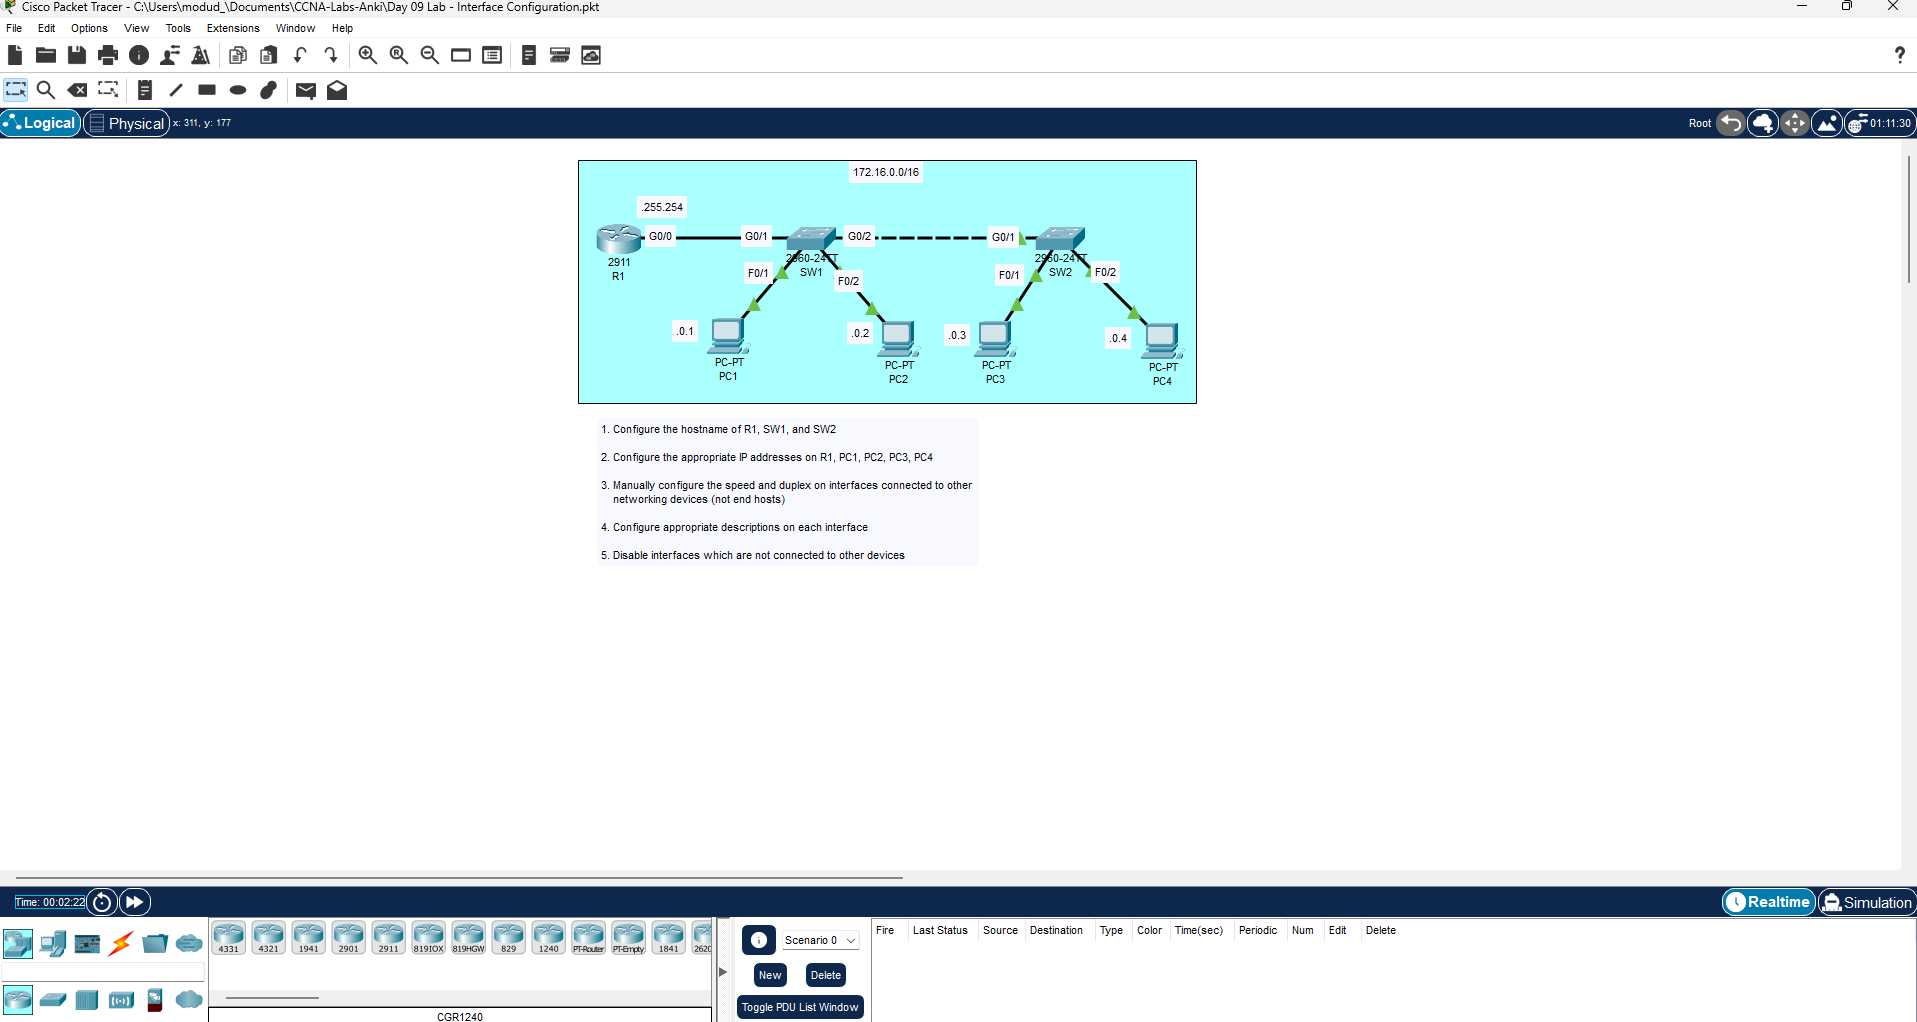 Cisco Packet Tracer - C:\Users\modud_\Documents\CCNA-Labs-Anki\Day 09 Lab - Interface Configuration.pkt
File Edit Options View Tools Extensions Window Help
?
Logical Physical x: 311, y: 177 Root 01:11:30
172.16.0.0/16
.255.254
G0/0 G0/1 G0/2 G0/1
2911
R1
2960-24TT
SW1
2960-24TT
SW2
F0/1 F0/2 F0/1 F0/2
.0.1 .0.2 .0.3 .0.4
PC-PT
PC1
PC-PT
PC2
PC-PT
PC3
PC-PT
PC4
1. Configure the hostname of R1, SW1, and SW2
2. Configure the appropriate IP addresses on R1, PC1, PC2, PC3, PC4
3. Manually configure the speed and duplex on interfaces connected to other
networking devices (not end hosts)
4. Configure appropriate descriptions on each interface
5. Disable interfaces which are not connected to other devices
Time: 00:02:22 Realtime Simulation
4331 4321 1941 2901 2911 819IOX 819HGW 829 1240 PT-Router PT-Empty 1841 2620
CGR1240
Scenario 0
New Delete
Toggle PDU List Window
Fire Last Status Source Destination Type Color Time(sec) Periodic Num Edit Delete